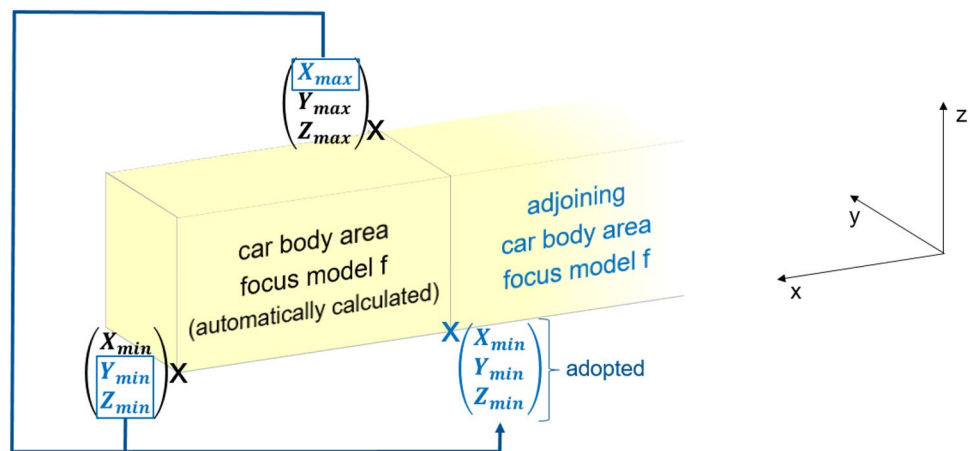 X_max
Y_max
Z_max
X
z
y
x
adjoining
car body area
focus model f
car body area
focus model f
(automatically calculated)
X_min
Y_min
Z_min
X
X
X_min
Y_min
Z_min
adopted